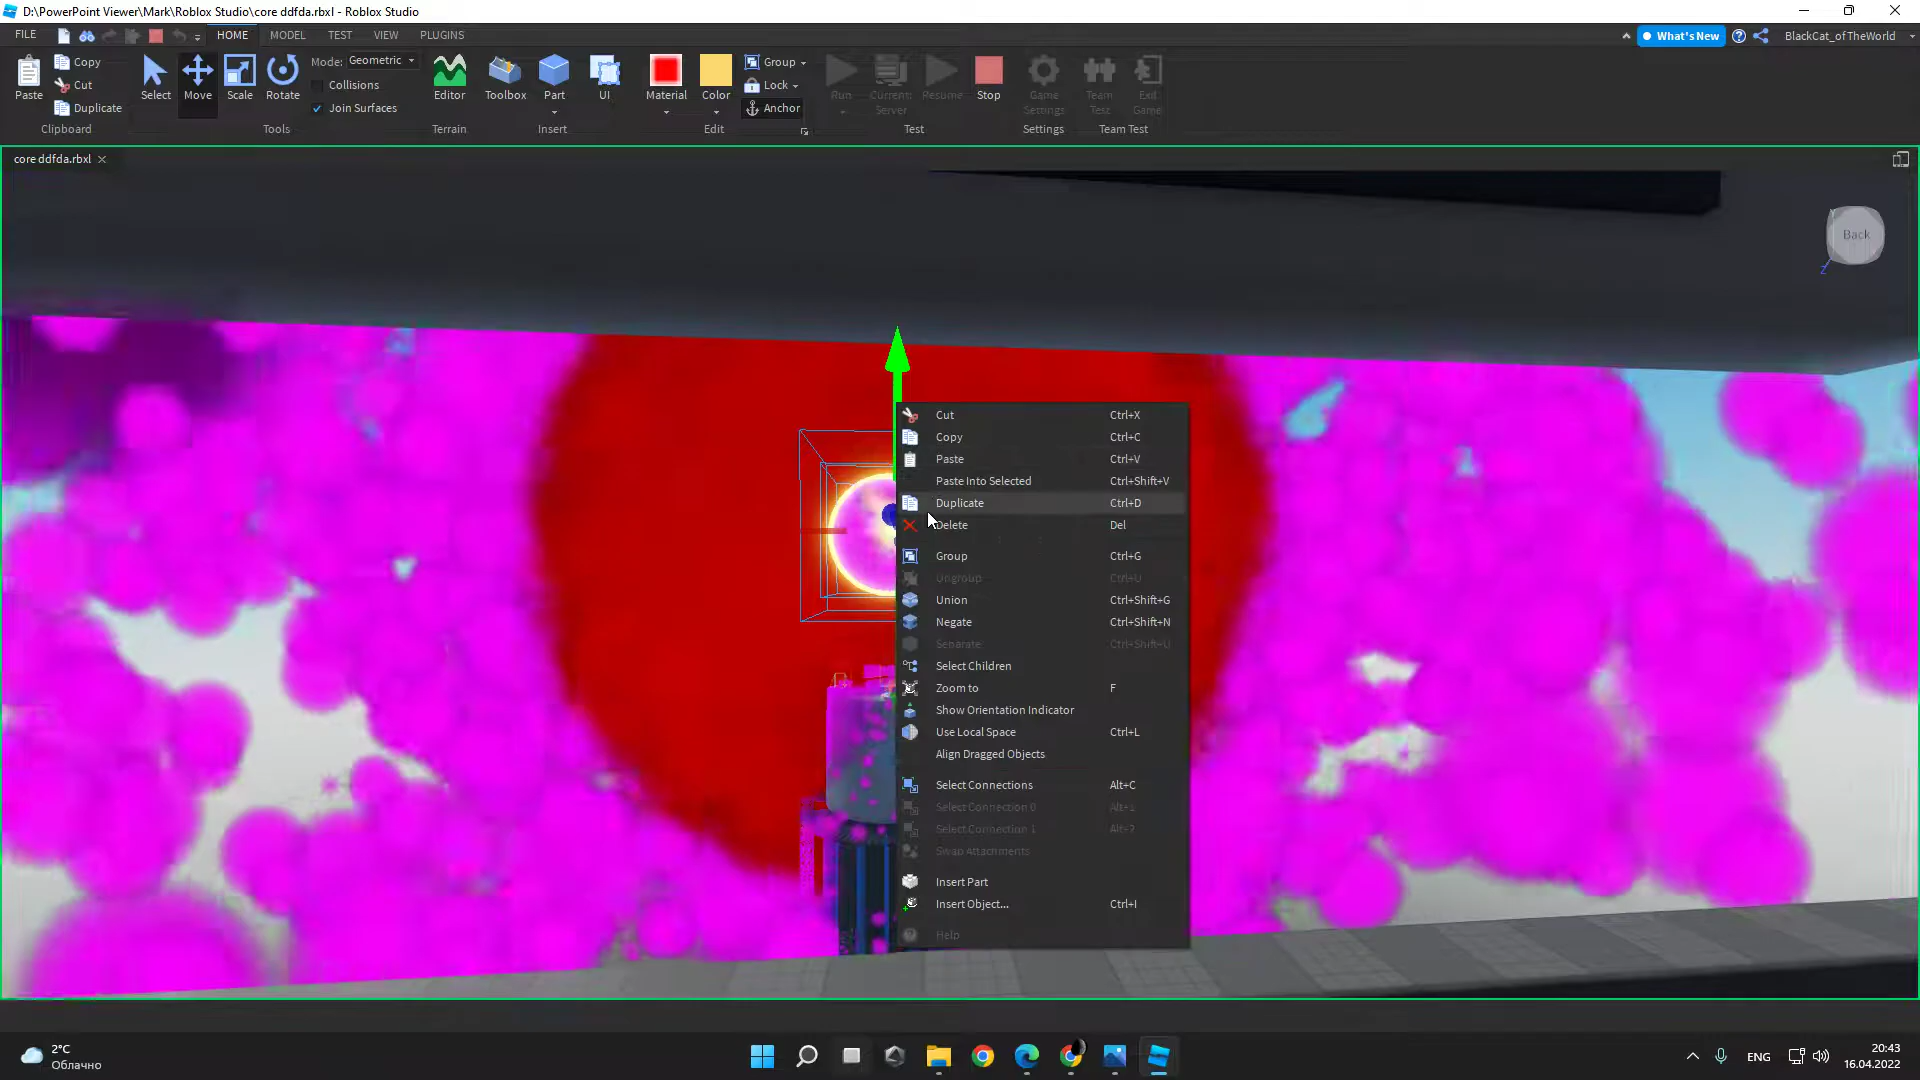 D:\PowerPoint Viewer\Mark\Roblox Studio\core ddfda.rbxl - Roblox Studio
FILE HOME MODEL TEST VIEW PLUGINS What's New BlackCat_ofTheWorld
Paste Copy Cut Duplicate
Clipboard
Select Move Scale Rotate
Mode: Geometric
Collisions
Join Surfaces
Tools
Editor
Terrain
Toolbox Part UI
Insert
Material Color Group Lock Anchor
Edit
Run Current: Server Resume Stop
Test
Game Settings
Settings
Team Test Exit Game
Team Test
core ddfda.rbxl
Back
Z
Cut Ctrl+X
Copy Ctrl+C
Paste Ctrl+V
Paste Into Selected Ctrl+Shift+V
Duplicate Ctrl+D
Delete Del
Group Ctrl+G
Ungroup Ctrl+U
Union Ctrl+Shift+G
Negate Ctrl+Shift+N
Separate Ctrl+Shift+U
Select Children
Zoom to F
Show Orientation Indicator
Use Local Space Ctrl+L
Align Dragged Objects
Select Connections Alt+C
Select Connection 0 Alt+1
Select Connection 1 Alt+2
Swap Attachments
Insert Part
Insert Object... Ctrl+I
Help
2°C
Облачно
ENG
20:43
16.04.2022